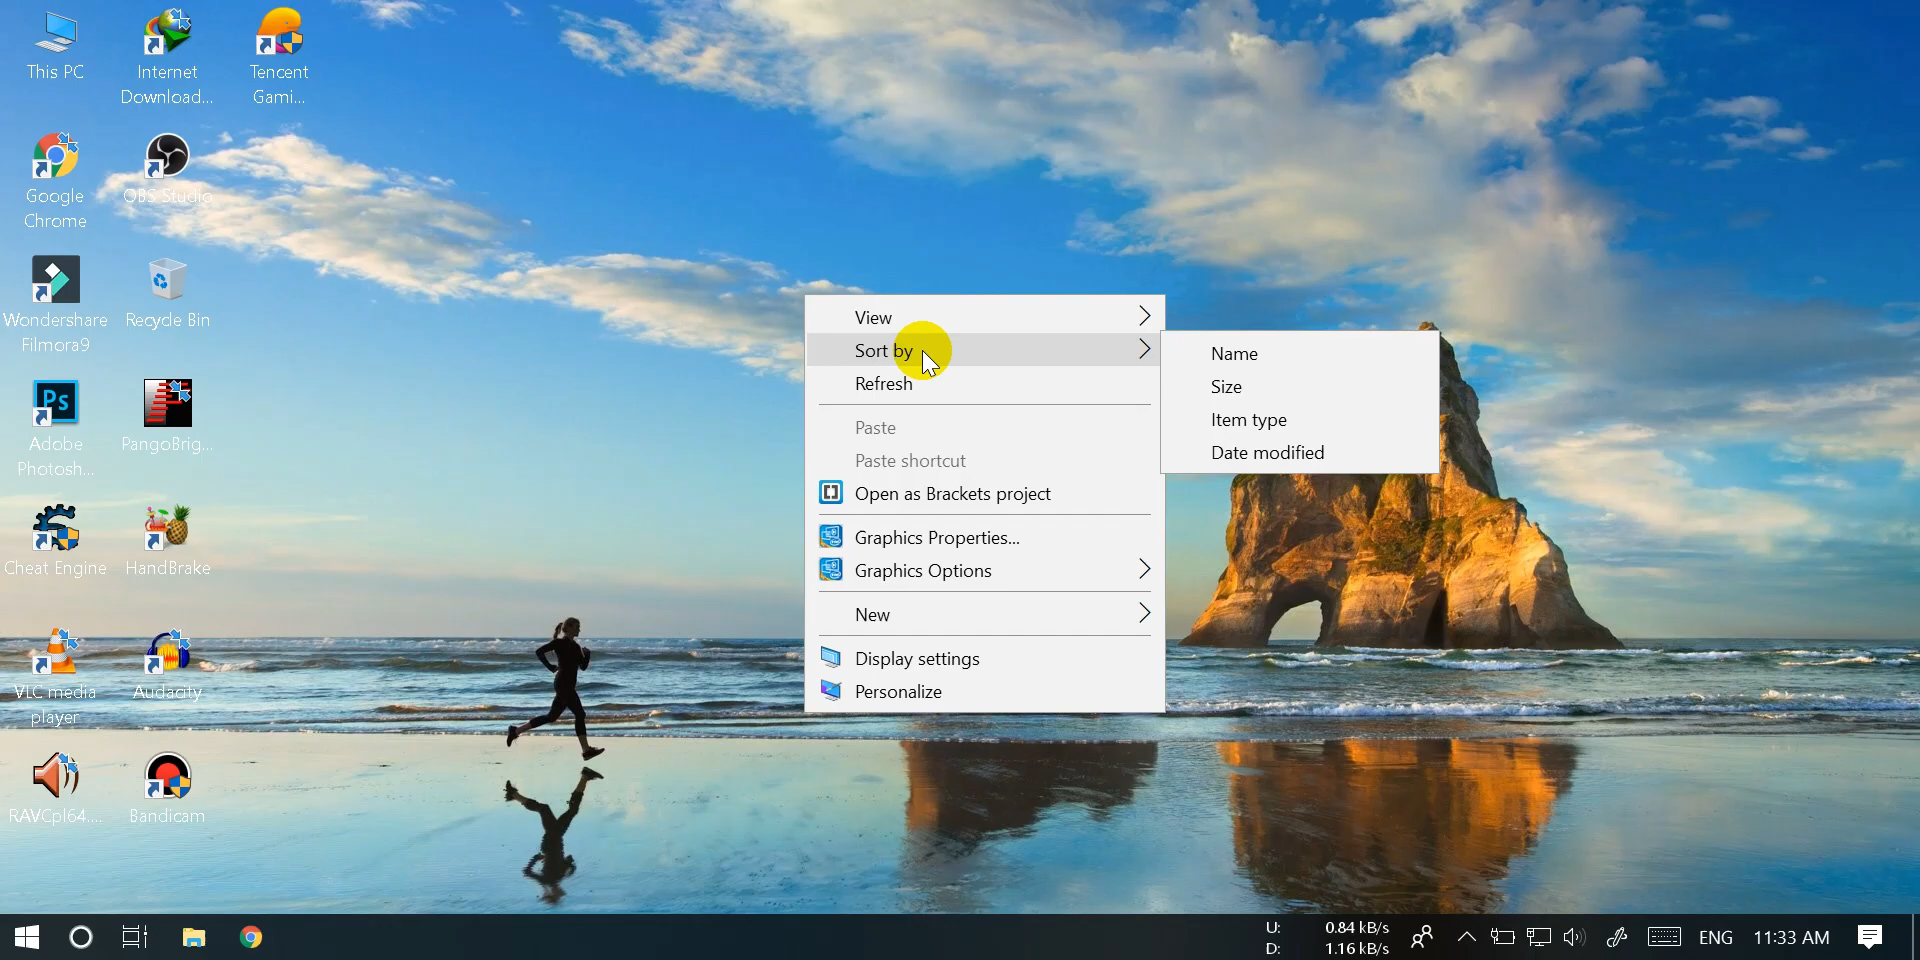 This PC
Internet
Download...
Tencent
Gami...
Google
Chrome
OBS Studio
Wondershare
Filmora9
Recycle Bin
Ps
Adobe
Photosh...
PangoBrig...
Cheat Engine
HandBrake
VLC media
player
Audacity
RAVCpl64....
Bandicam
View
Sort by
Refresh
Paste
Paste shortcut
Open as Brackets project
Graphics Properties...
Graphics Options
New
Display settings
Personalize
Name
Size
Item type
Date modified
U: 0.84 kB/s
D: 1.16 kB/s
ENG
11:33 AM